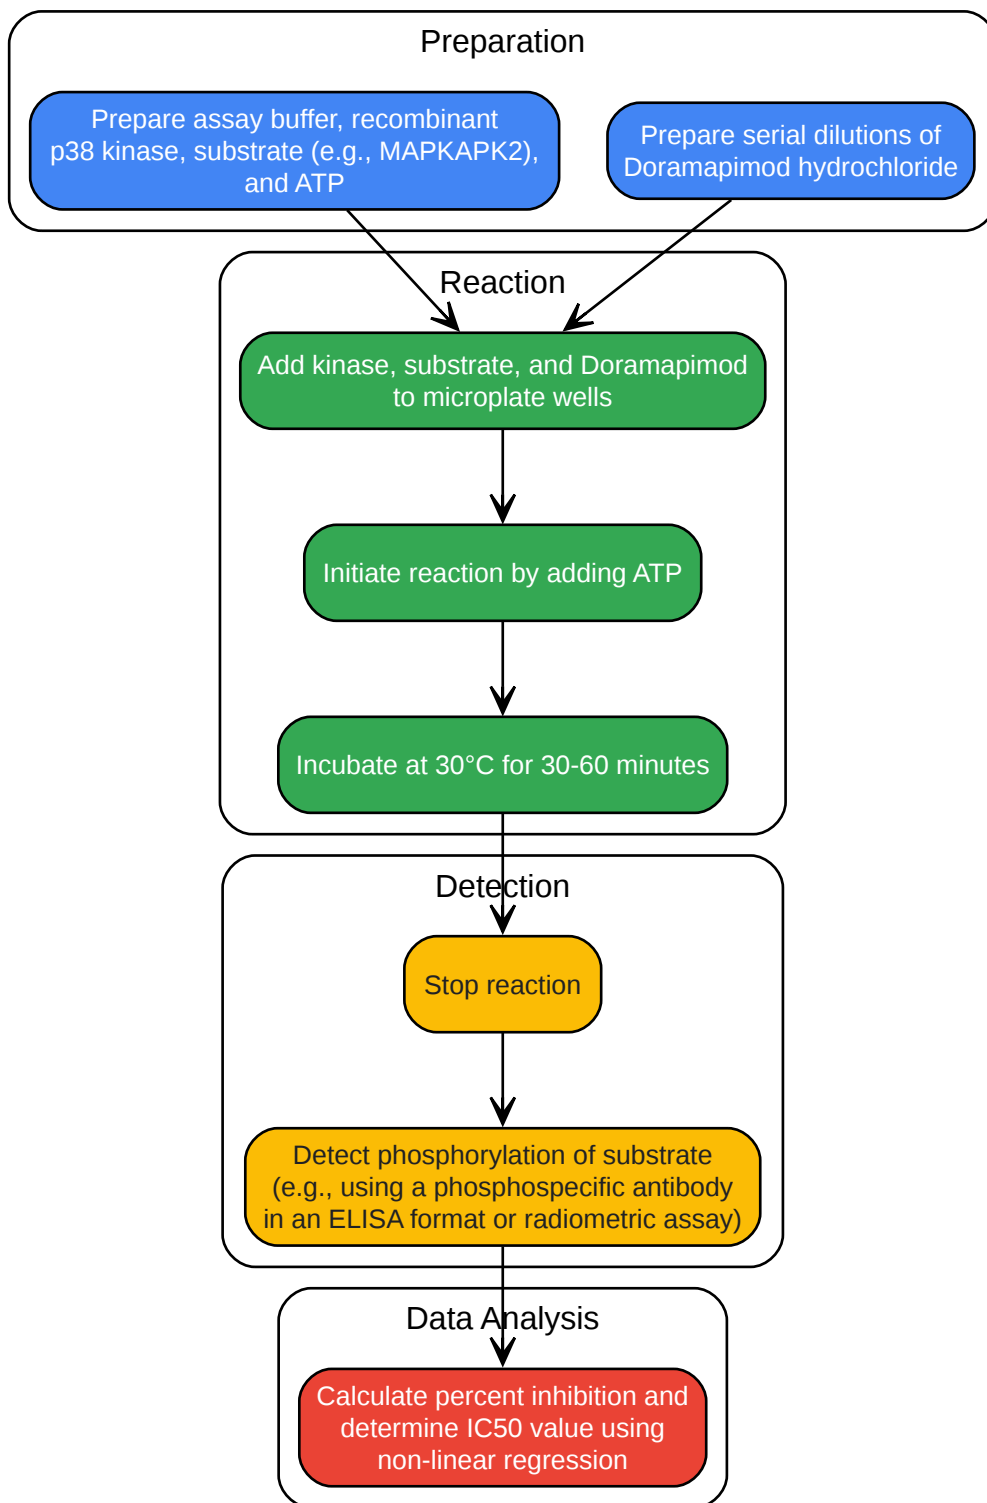 Preparation
Prepare assay buffer, recombinant
p38 kinase, substrate (e.g., MAPKAPK2),
and ATP
Prepare serial dilutions of
Doramapimod hydrochloride
Reaction
Add kinase, substrate, and Doramapimod
to microplate wells
Initiate reaction by adding ATP
Incubate at 30°C for 30-60 minutes
Detection
Stop reaction
Detect phosphorylation of substrate
(e.g., using a phosphospecific antibody
in an ELISA format or radiometric assay)
Data Analysis
Calculate percent inhibition and
determine IC50 value using
non-linear regression